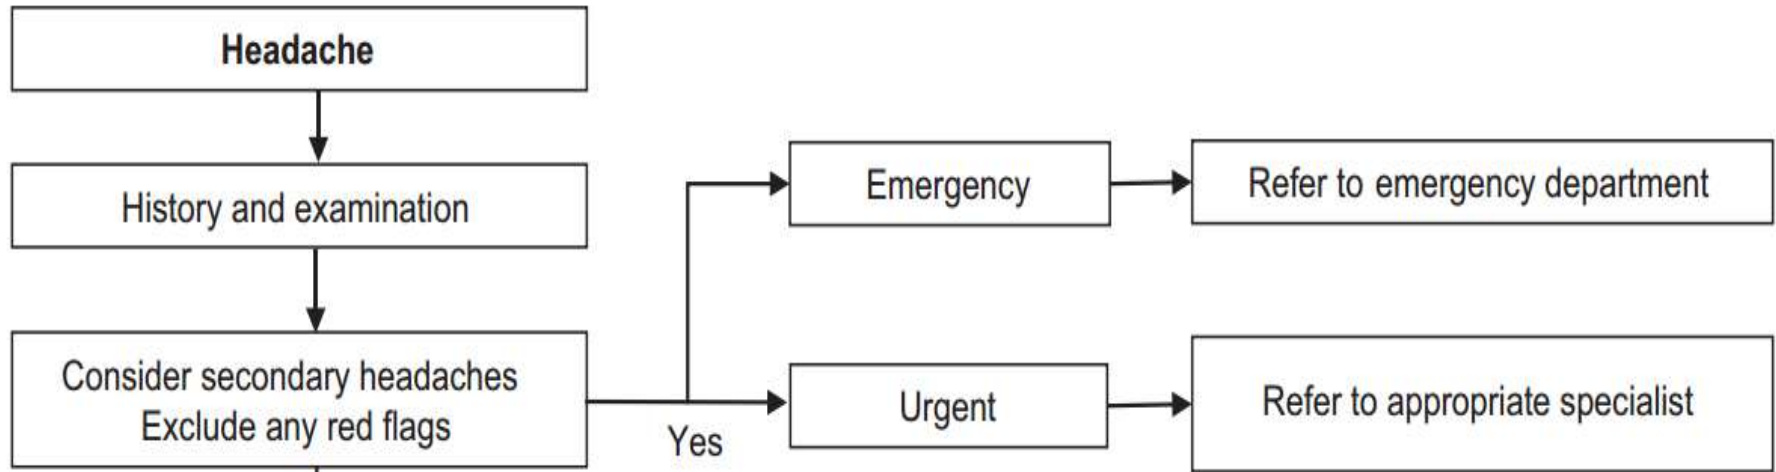 Headache
History and examination
Emergency
Refer to emergency department
Consider secondary headaches
Exclude any red flags
Yes
Urgent
Refer to appropriate specialist